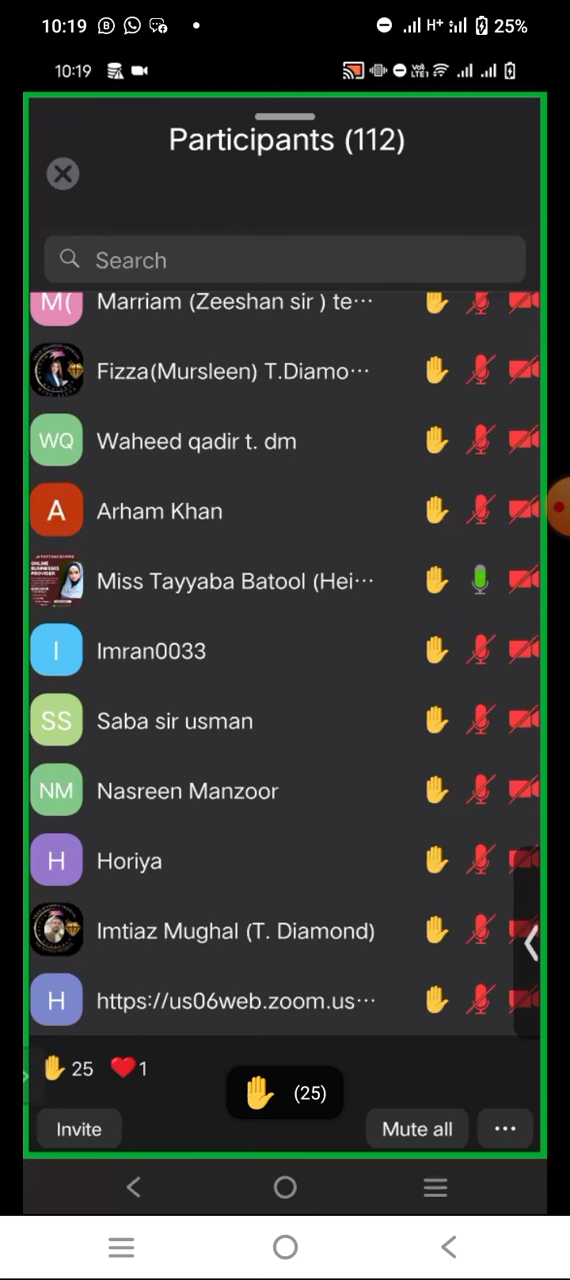 10:19
H+
25%
10:19
Participants (112)
Search
M( Marriam (Zeeshan sir ) te···
Fizza(Mursleen) T.Diamo···
WQ Waheed qadir t. dm
A Arham Khan
Miss Tayyaba Batool (Hei···
I Imran0033
SS Saba sir usman
NM Nasreen Manzoor
H Horiya
Imtiaz Mughal (T. Diamond)
H https://us06web.zoom.us···
25 1
(25)
Invite
Mute all